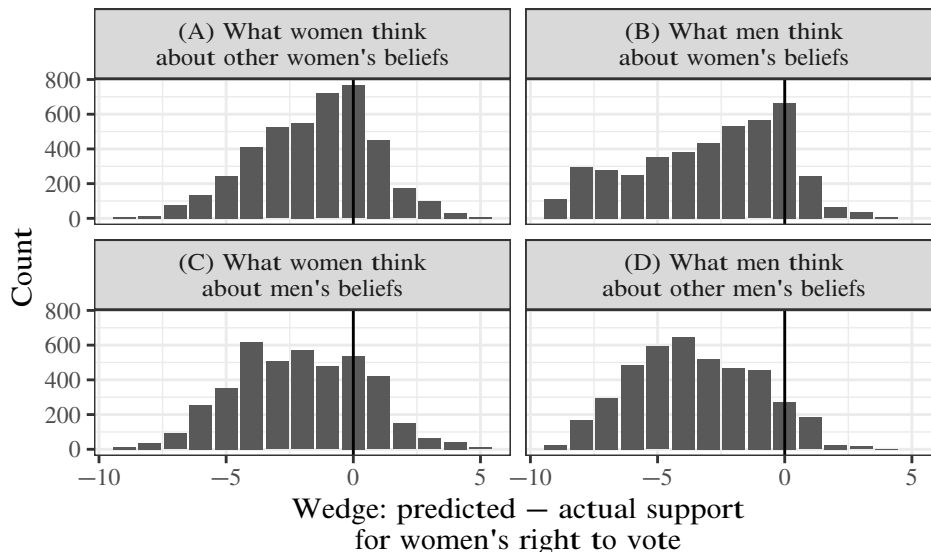 (A) What women think
about other women's beliefs
(B) What men think
about women's beliefs
800
600
400
200
0
(C) What women think
about men's beliefs
(D) What men think
about other men's beliefs
800
600
400
200
0
Count
−10
−5
0
5
−10
−5
0
5
Wedge: predicted − actual support
for women's right to vote